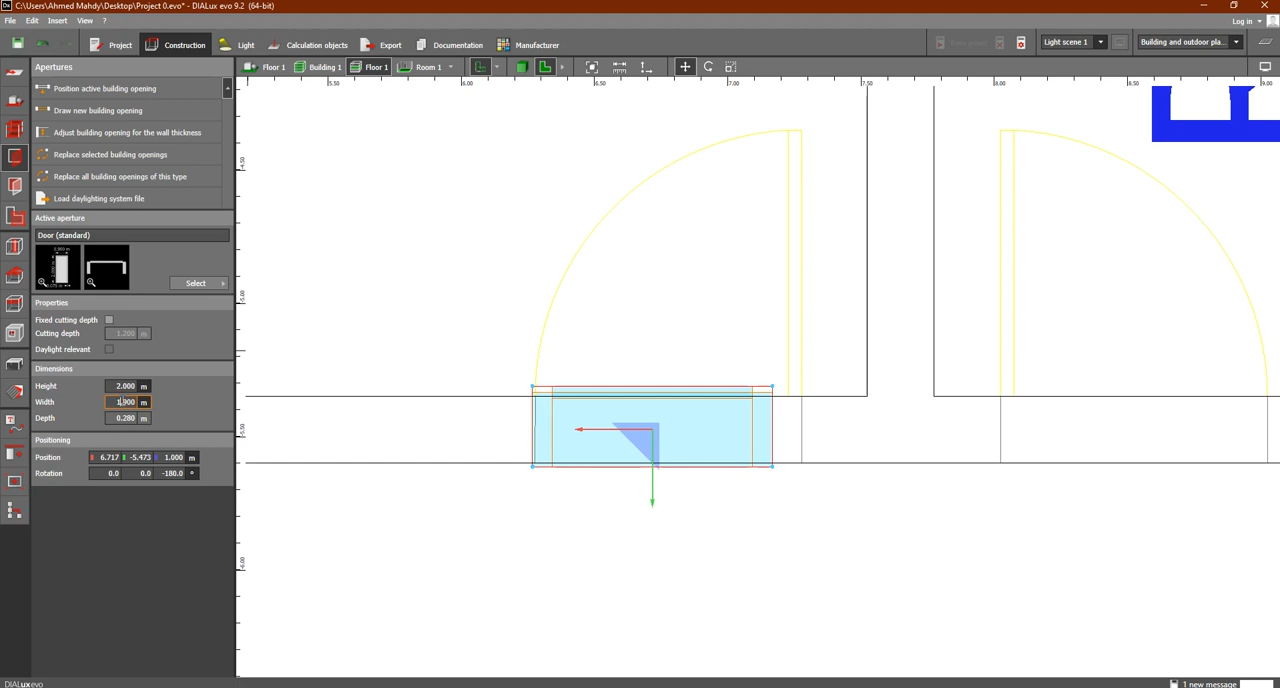 C:\Users\Ahmed Mahdy\Desktop\Project 0.evo* - DIALux evo 9.2 (64-bit)
File Edit Insert View ?
Log in
Project Construction Light Calculation objects Export Documentation Manufacturer
Light scene 1 Building and outdoor pla...
Apertures
Floor 1 Building 1 Floor 1 Room 1
Position active building opening
Draw new building opening
Adjust building opening for the wall thickness
Replace selected building openings
Replace all building openings of this type
Load daylighting system file
5.50 6.00 6.50 7.00 7.50 8.00 8.50 9.00
-4.50
-5.00
-5.50
-6.00
Active aperture
Door (standard)
Select
Properties
Fixed cutting depth
Cutting depth 1.200 m
Daylight relevant
Dimensions
Height 2.000 m
Width 1.900 m
Depth 0.280 m
Positioning
Position 6.717 -5.473 1.000 m
Rotation 0.0 0.0 -180.0 °
DIALux evo
1 new message